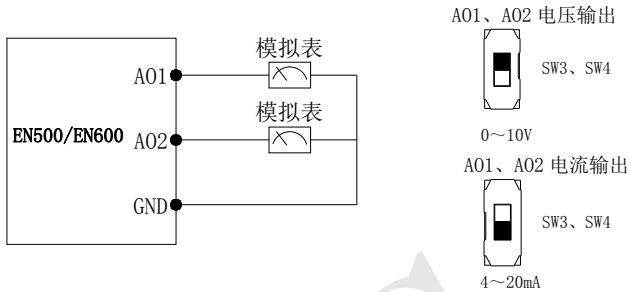 模拟表
AO1
模拟表
EN500/EN600
AO2
GND
AO1、AO2 电压输出
SW3、SW4
0～10V
AO1、AO2 电流输出
SW3、SW4
4～20mA